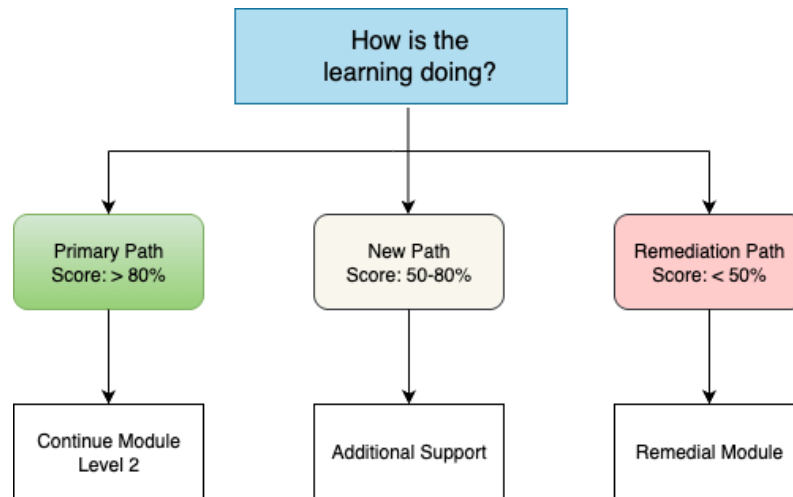 How is the
learning doing?
Primary Path
Score: > 80%
New Path
Score: 50-80%
Remediation Path
Score: < 50%
Continue Module
Level 2
Additional Support
Remedial Module